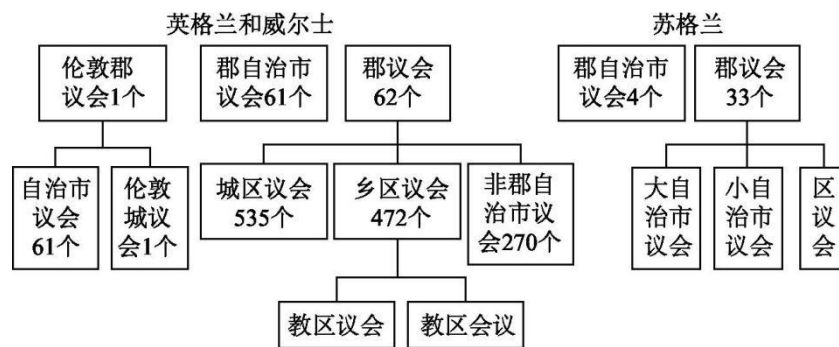 英格兰和威尔士
苏格兰
伦敦郡
议会1个
郡自治市
议会61个
郡议会
62个
郡自治市
议会4个
郡议会
33个
自治市
议会
61个
伦敦
城议
会1个
城区议会
535个
乡区议会
472个
非郡自
治市议
会270个
大自
治市
议会
小自
治市
议会
区
议
会
教区议会
教区会议